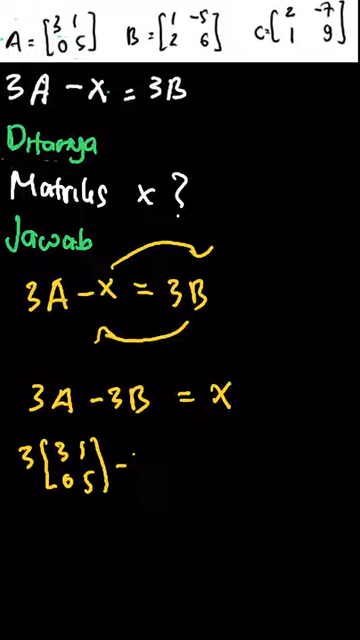 A = [3 1 B = [1 -5 C = [2 -7
0 5] 2 6] 1 9]
3A - x = 3B
Ditanya
Matriks x ?
Jawab
3A - x = 3B
3A - 3B = x
3 [3 1
0 5] -